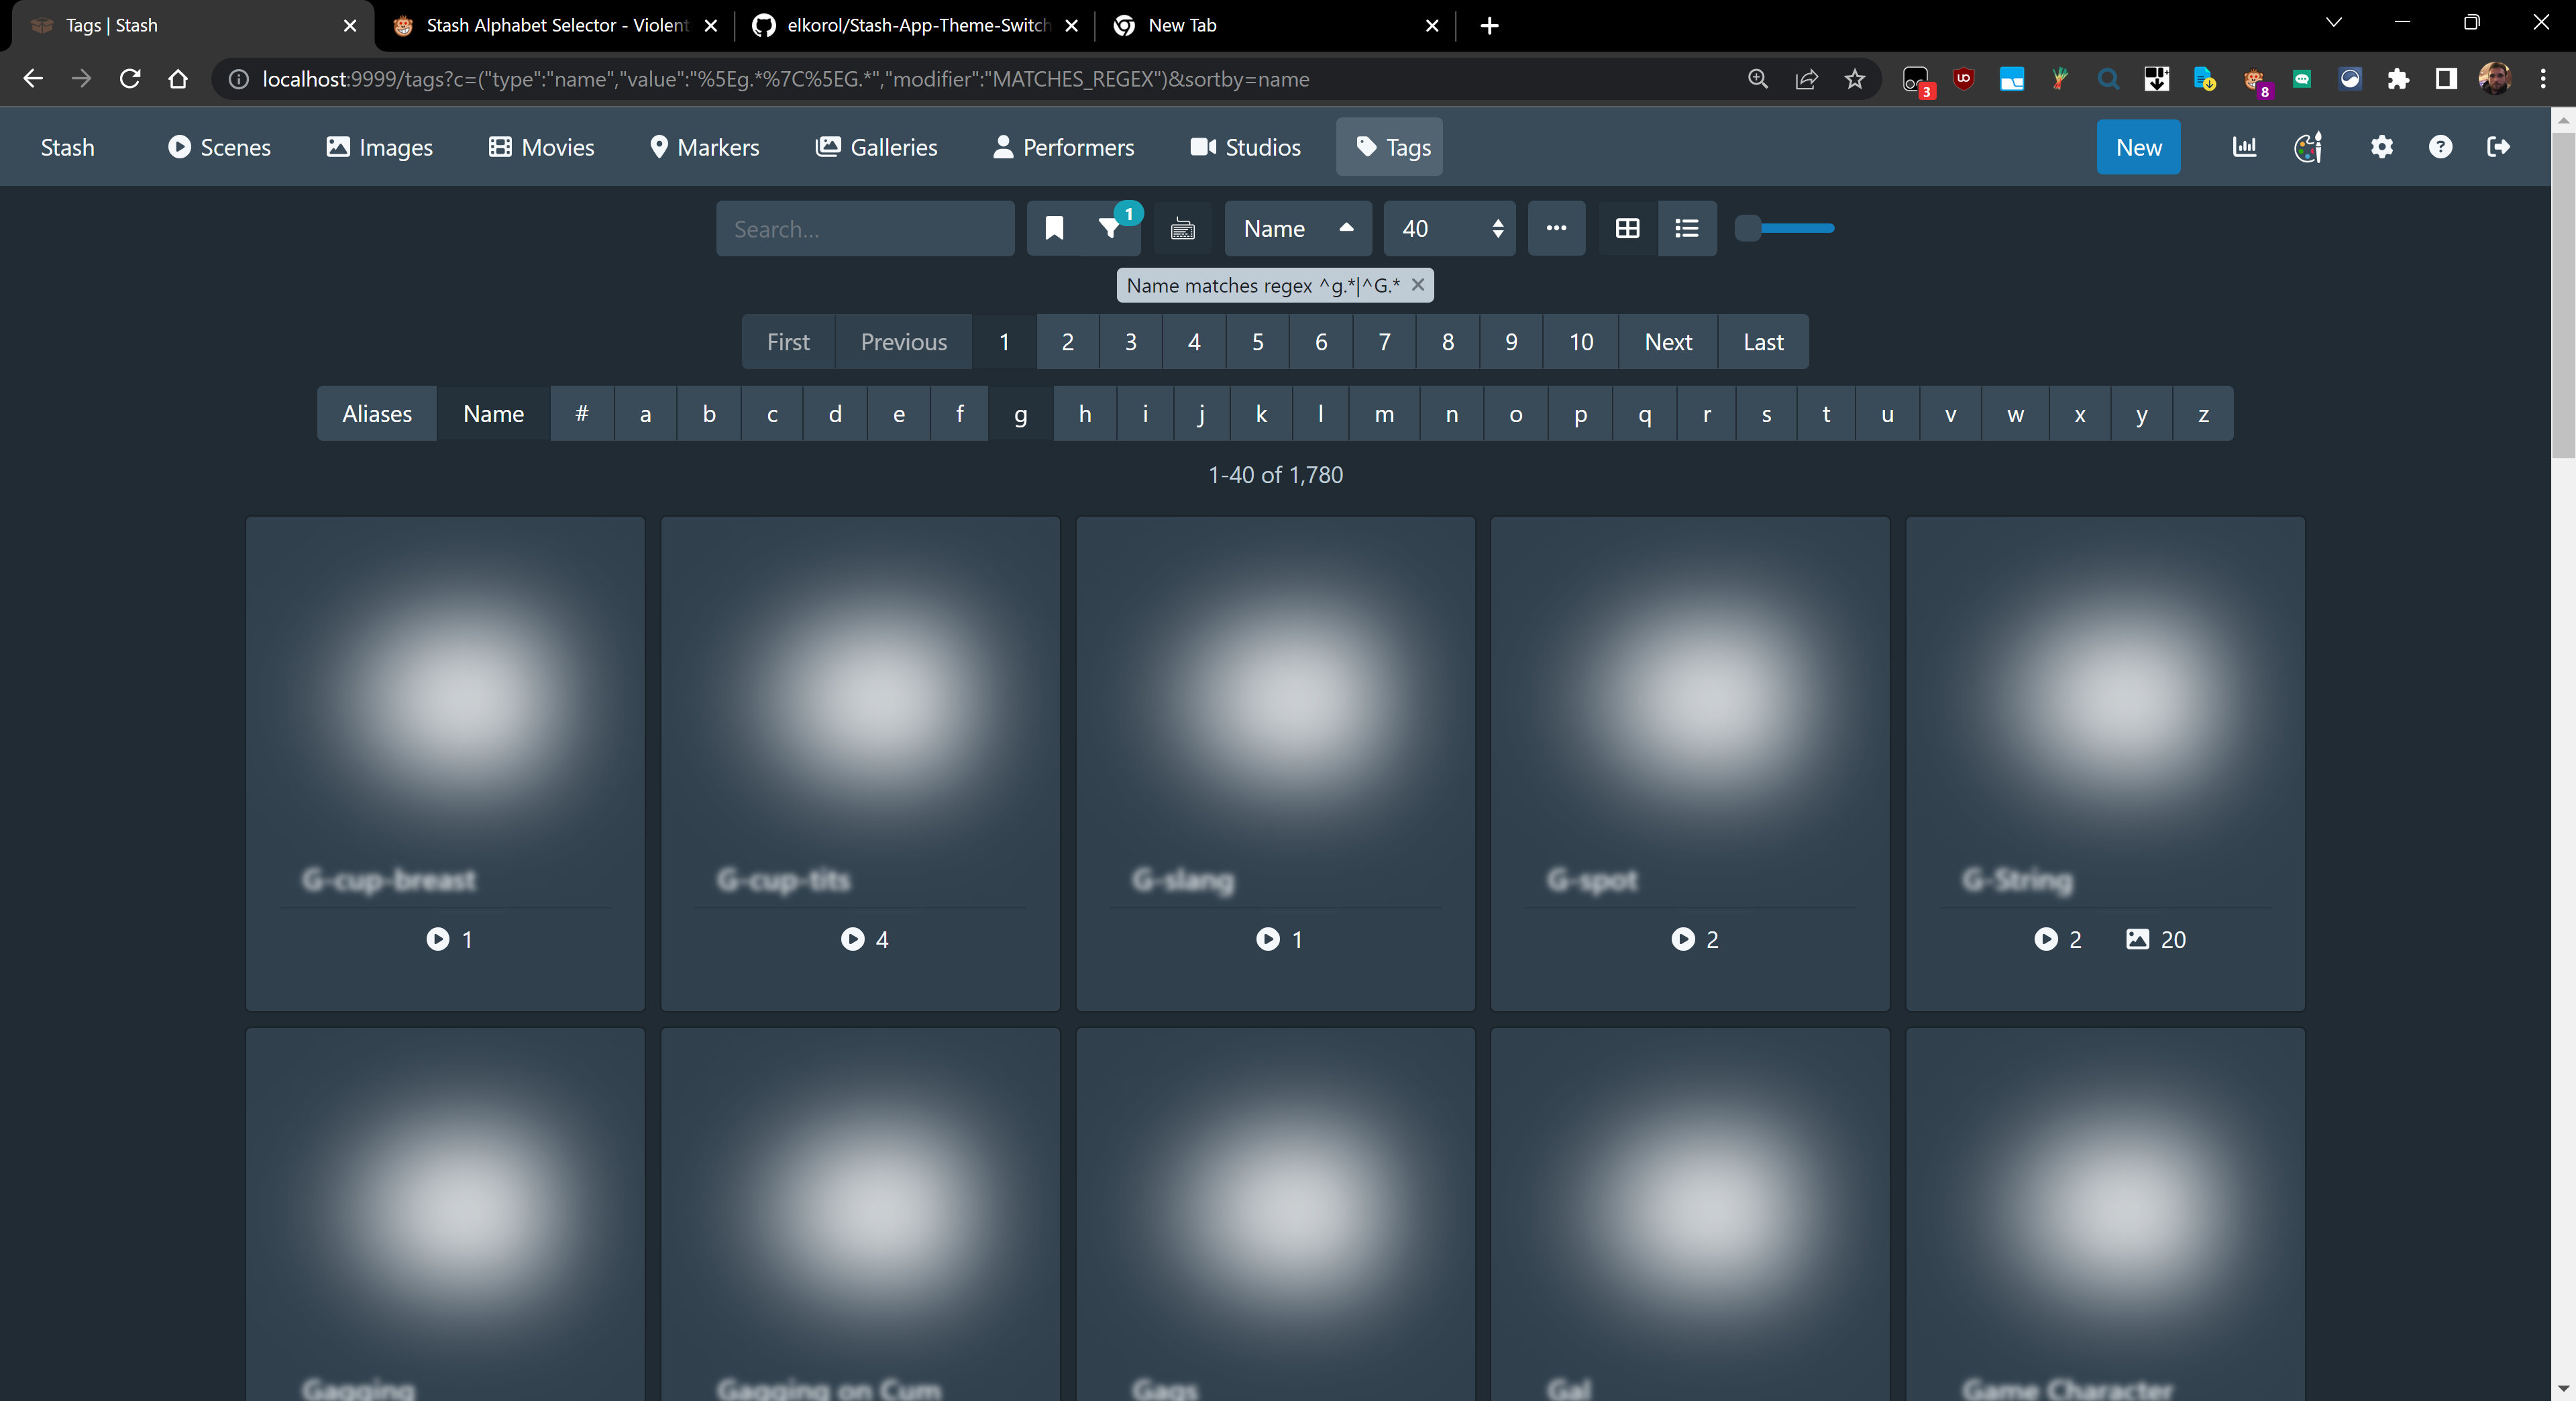 Tags | Stash
Stash Alphabet Selector - Violent
elkorol/Stash-App-Theme-Switch
New Tab
localhost:9999/tags?c=("type":"name","value":"%5Eg.*%7C%5EG.*","modifier":"MATCHES_REGEX")&sortby=name
3
8
Stash Scenes Images Movies Markers Galleries Performers Studios Tags New
Search... 1 Name 40
Name matches regex ^g.*|^G.*
First Previous 1 2 3 4 5 6 7 8 9 10 Next Last
Aliases Name # a b c d e f g h i j k l m n o p q r s t u v w x y z
1-40 of 1,780
G-cup-breast G-cup-tits G-slang G-spot G-String
1 4 1 2 2 20
Gagging Gagging on Cum Gags Gal Game Character